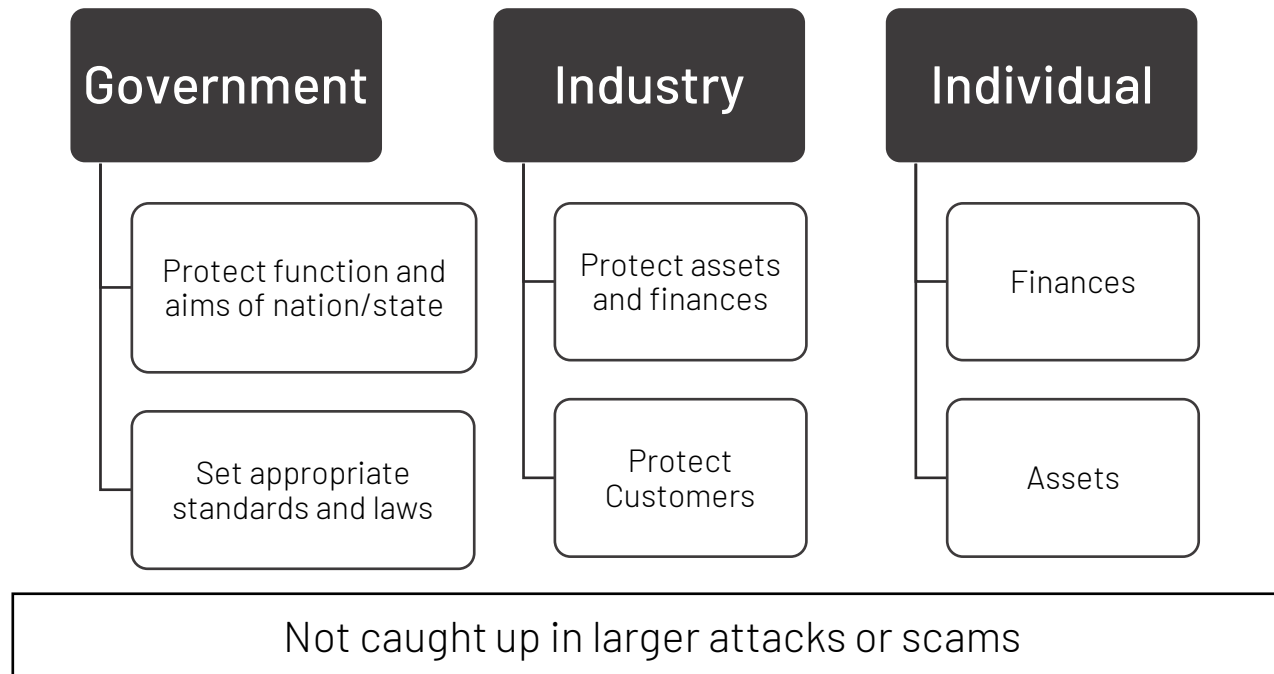 Government
Industry
Individual
Protect function and
aims of nation/state
Protect assets
and finances
Finances
Set appropriate
standards and laws
Protect
Customers
Assets
Not caught up in larger attacks or scams